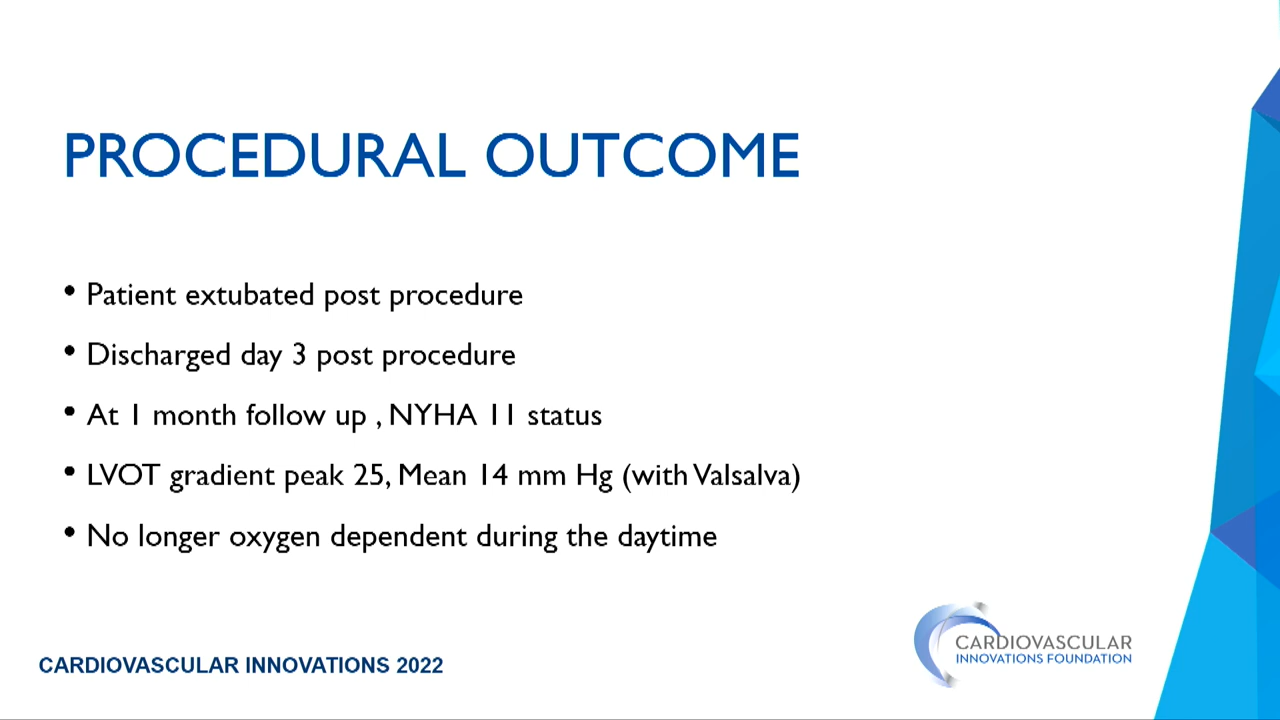 PROCEDURAL OUTCOME
• Patient extubated post procedure
• Discharged day 3 post procedure
• At 1 month follow up , NYHA 11 status
• LVOT gradient peak 25, Mean 14 mm Hg (with Valsalva)
• No longer oxygen dependent during the daytime
CARDIOVASCULAR
INNOVATIONS FOUNDATION
CARDIOVASCULAR INNOVATIONS 2022